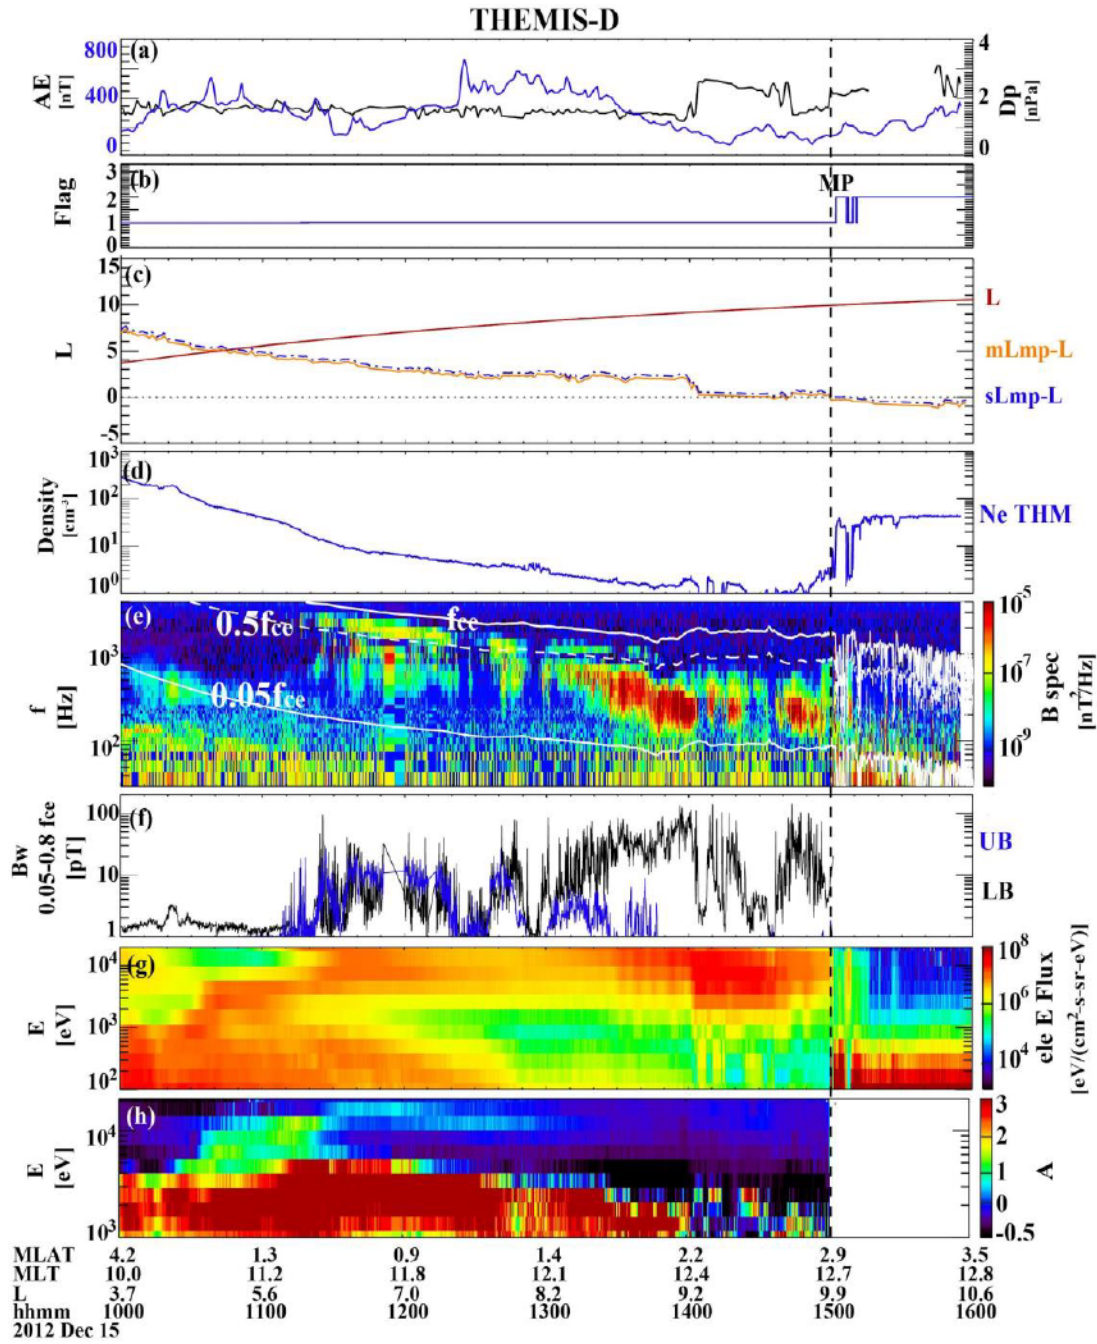 THEMIS-D
(a)
800
400
0
AE
[nT]
4
2
0
Dp
[nPa]
(b)
MP
3
2
1
0
Flag
(c)
15
10
5
0
-5
L
L
mLmp-L
sLmp-L
(d)
10³
10²
10¹
10⁰
Density
[cm⁻³]
Ne THM
(e)
0.5fce
fce
0.05fce
10³
10²
f
[Hz]
10⁻⁵
10⁻⁷
10⁻⁹
B spec
[nT²/Hz]
(f)
100
10
1
Bw
0.05-0.8 fce
[pT]
UB
LB
(g)
10⁴
10³
10²
E
[eV]
10⁸
10⁶
10⁴
ele E Flux
[eV/(cm²-s-sr-eV)]
(h)
10⁴
10³
E
[eV]
3
2
1
0
-0.5
A
MLAT 4.2 1.3 0.9 1.4 2.2 2.9 3.5
MLT 10.0 11.2 11.8 12.1 12.4 12.7 12.8
L 3.7 5.6 7.0 8.2 9.2 9.9 10.6
hhmm 1000 1100 1200 1300 1400 1500 1600
2012 Dec 15